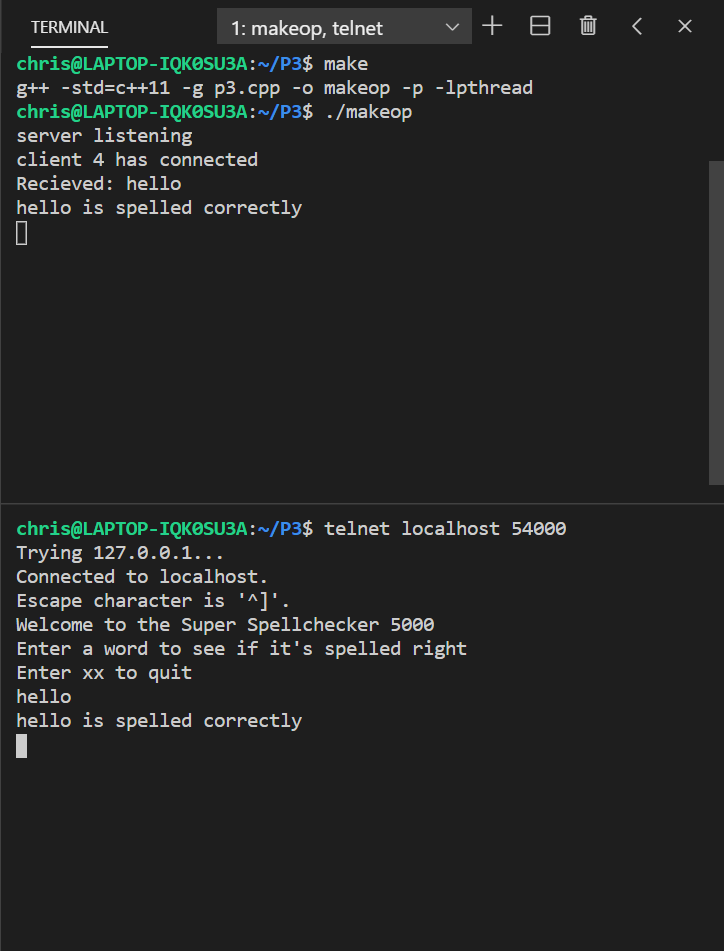 TERMINAL
1: makeop, telnet
chris@LAPTOP-IQK0SU3A:~/P3$ make
g++ -std=c++11 -g p3.cpp -o makeop -p -lpthread
chris@LAPTOP-IQK0SU3A:~/P3$ ./makeop
server listening
client 4 has connected
Recieved: hello
hello is spelled correctly
chris@LAPTOP-IQK0SU3A:~/P3$ telnet localhost 54000
Trying 127.0.0.1...
Connected to localhost.
Escape character is '^]'.
Welcome to the Super Spellchecker 5000
Enter a word to see if it's spelled right
Enter xx to quit
hello
hello is spelled correctly